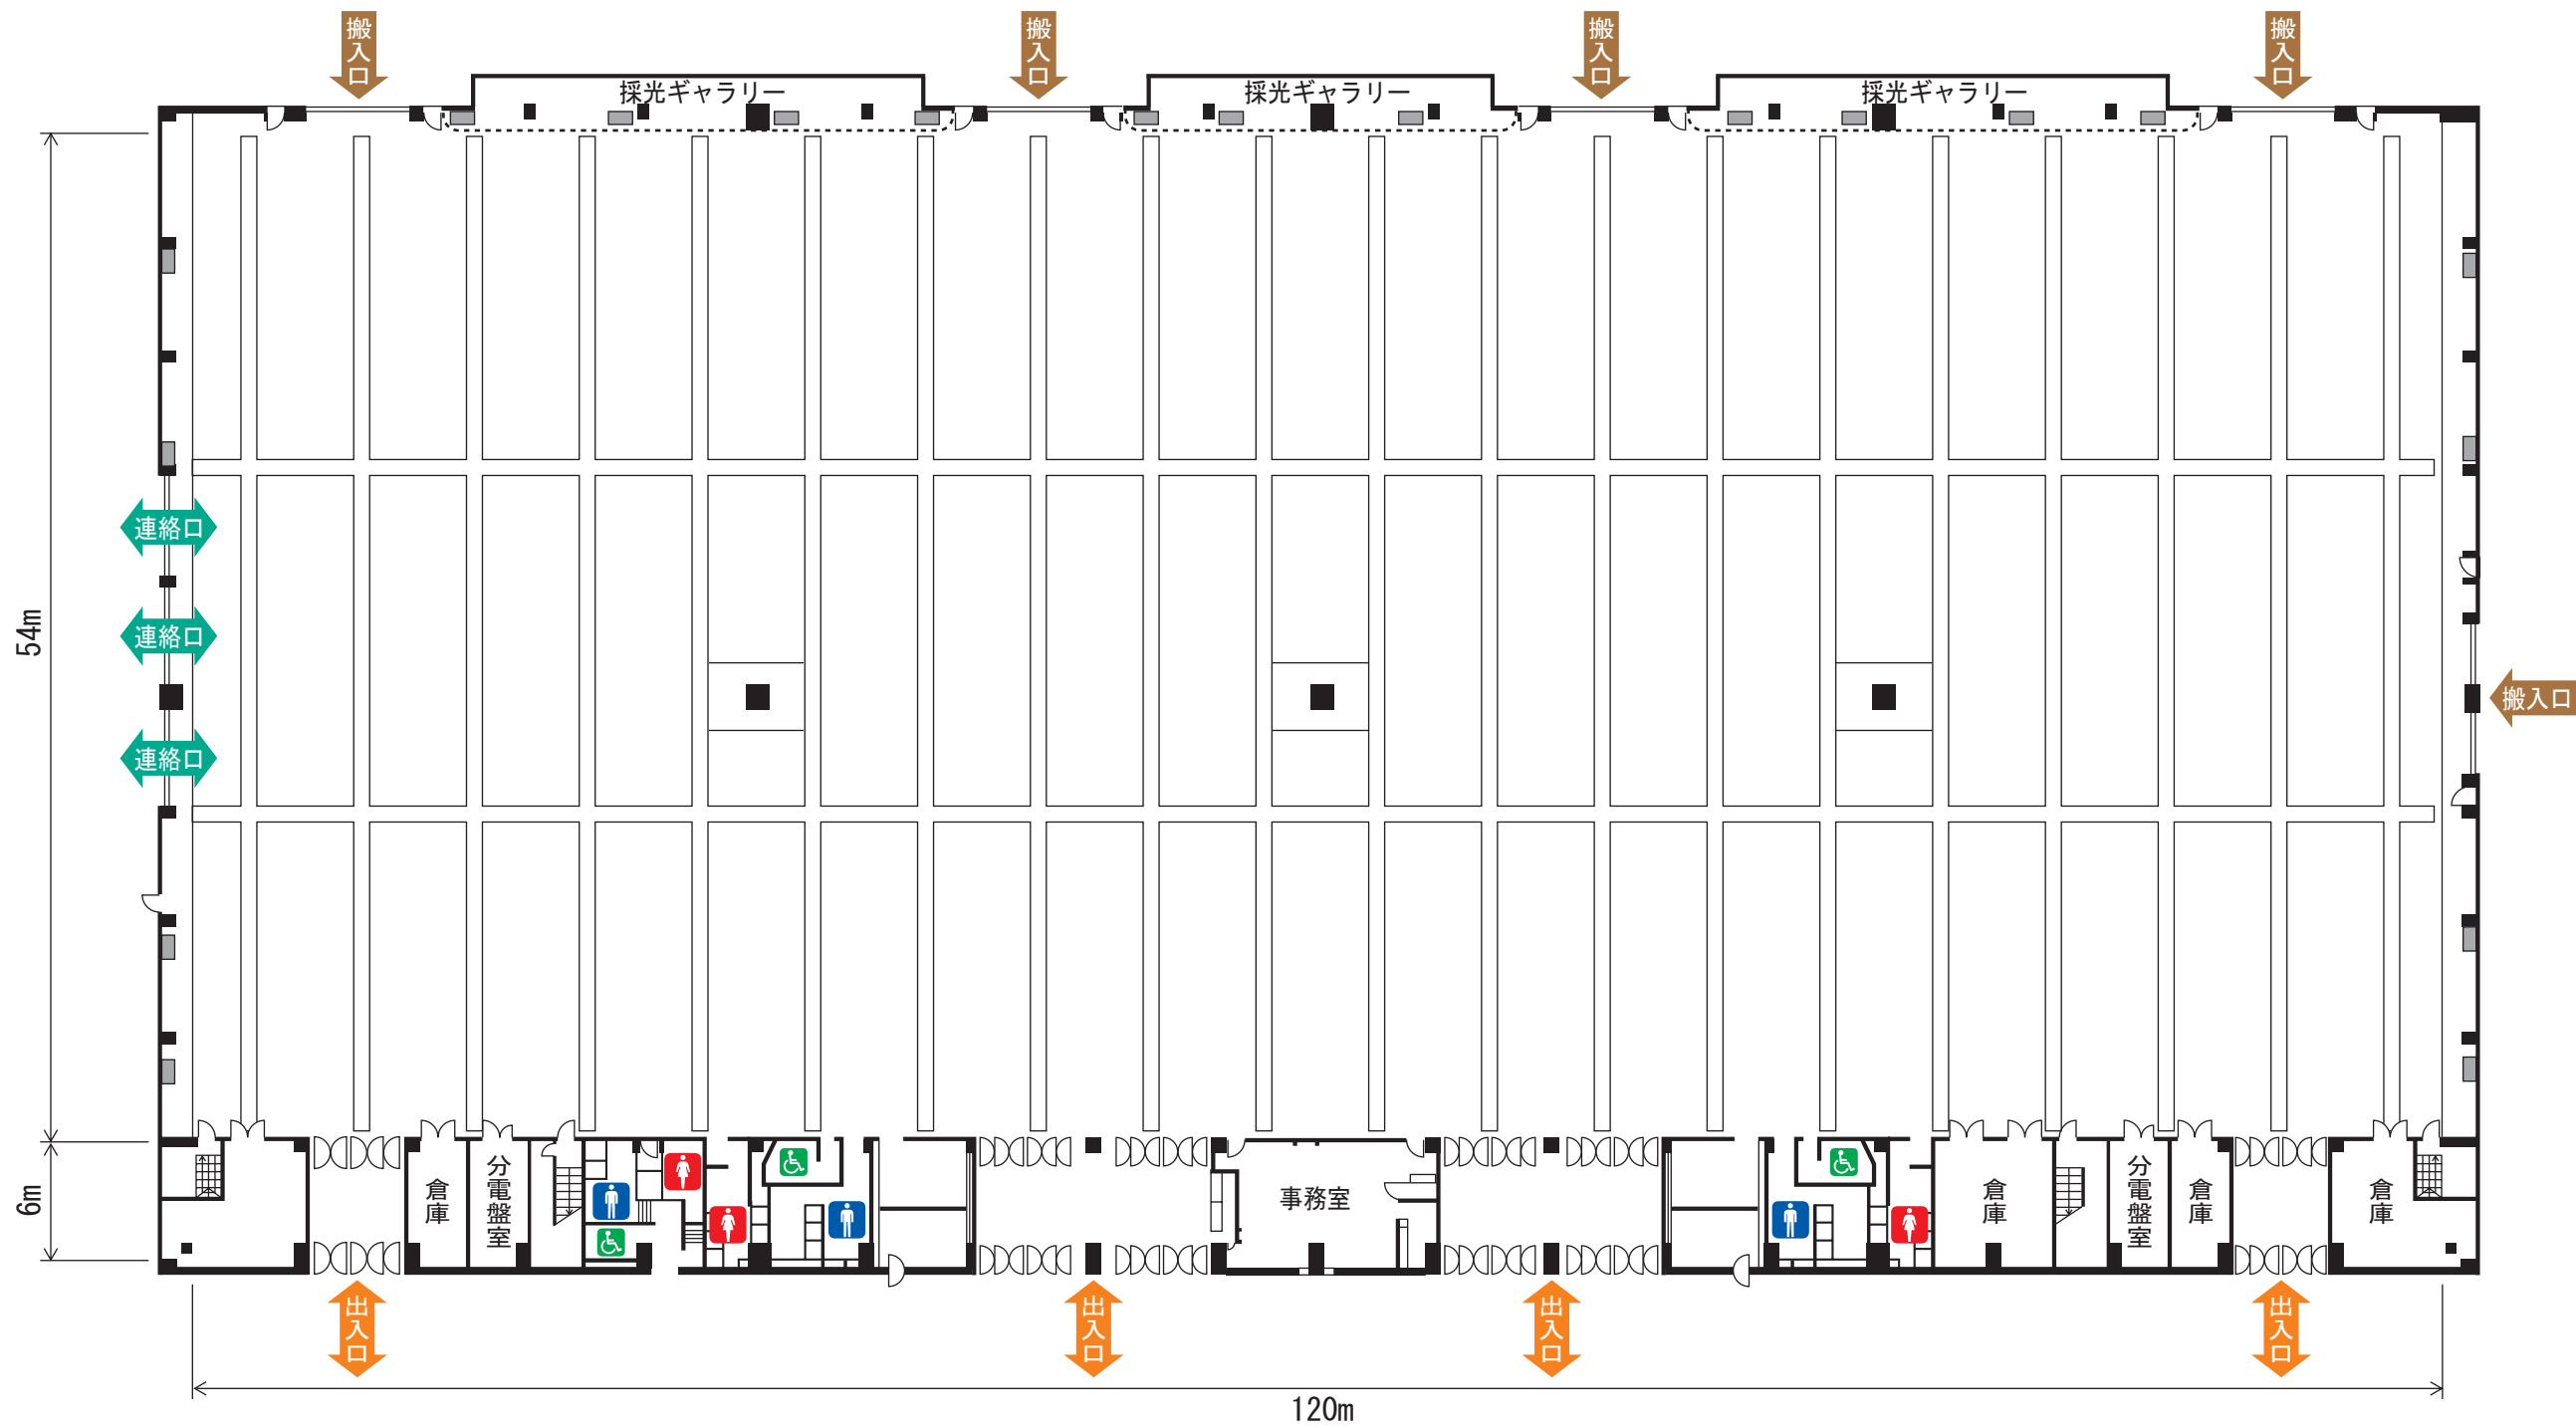 搬入口
搬入口
搬入口
搬入口
採光ギャラリー
採光ギャラリー
採光ギャラリー
連絡口
連絡口
連絡口
54m
搬入口
6m
倉庫
分電盤室
事務室
倉庫
分電盤室
倉庫
倉庫
出入口
出入口
出入口
出入口
120m